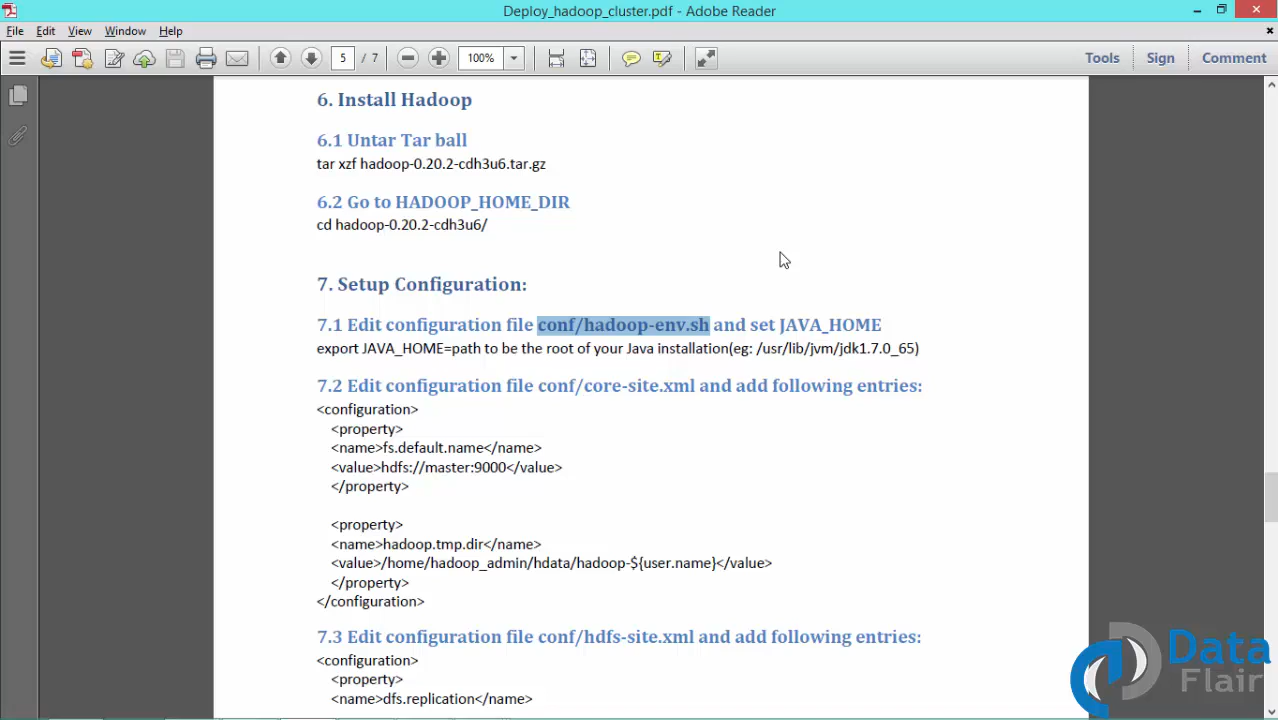 Deploy_hadoop_cluster.pdf - Adobe Reader
File Edit View Window Help
5 / 7 100% Tools Sign Comment
6. Install Hadoop
6.1 Untar Tar ball
tar xzf hadoop-0.20.2-cdh3u6.tar.gz
6.2 Go to HADOOP_HOME_DIR
cd hadoop-0.20.2-cdh3u6/
7. Setup Configuration:
7.1 Edit configuration file conf/hadoop-env.sh and set JAVA_HOME
export JAVA_HOME=path to be the root of your Java installation(eg: /usr/lib/jvm/jdk1.7.0_65)
7.2 Edit configuration file conf/core-site.xml and add following entries:
<configuration>
<property>
<name>fs.default.name</name>
<value>hdfs://master:9000</value>
</property>
<property>
<name>hadoop.tmp.dir</name>
<value>/home/hadoop_admin/hdata/hadoop-${user.name}</value>
</property>
</configuration>
7.3 Edit configuration file conf/hdfs-site.xml and add following entries:
<configuration>
<property>
<name>dfs.replication</name>
Data
Flair